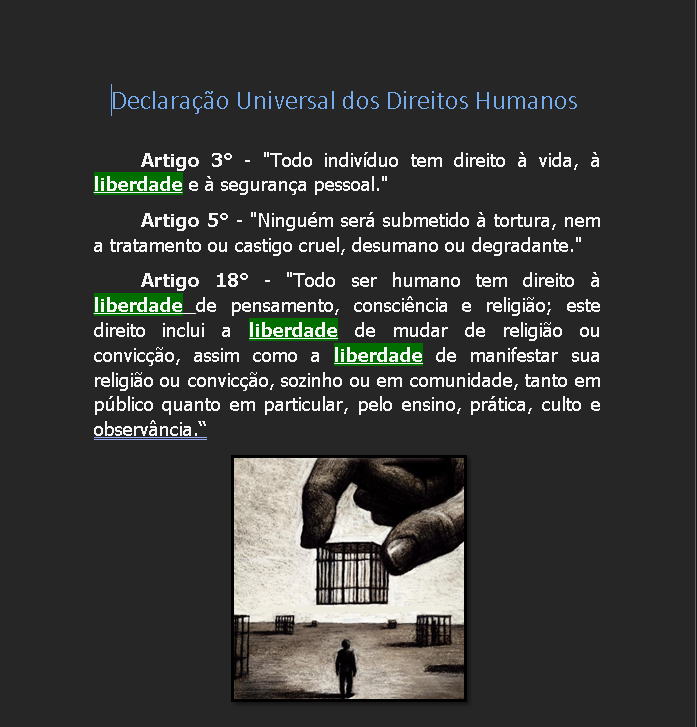 Declaração Universal dos Direitos Humanos
Artigo 3° - "Todo indivíduo tem direito à vida, à
liberdade e à segurança pessoal."
Artigo 5° - "Ninguém será submetido à tortura, nem
a tratamento ou castigo cruel, desumano ou degradante."
Artigo 18° - "Todo ser humano tem direito à
liberdade de pensamento, consciência e religião; este
direito inclui a liberdade de mudar de religião ou
convicção, assim como a liberdade de manifestar sua
religião ou convicção, sozinho ou em comunidade, tanto em
público quanto em particular, pelo ensino, prática, culto e
observância.“